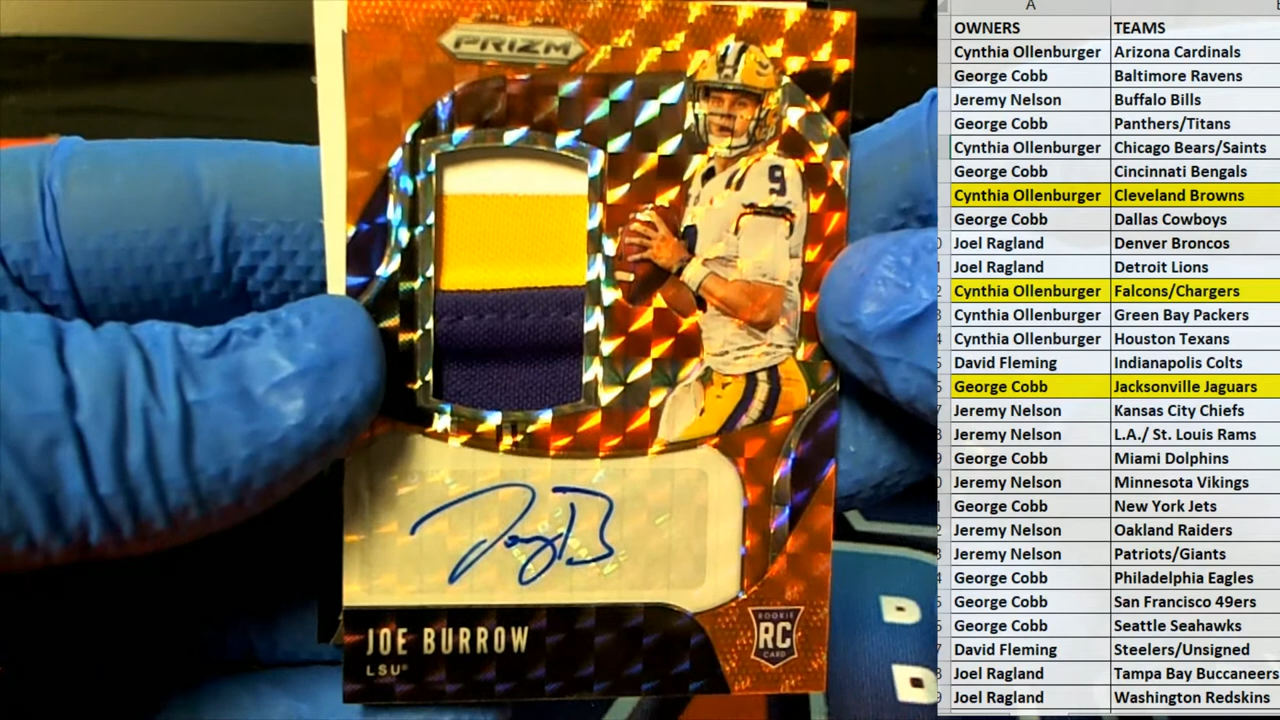 PRIZM
9
Joey B
JOE BURROW
LSU
ROOKIE
RC
CARD
A
OWNERS TEAMS
Cynthia Ollenburger Arizona Cardinals
George Cobb Baltimore Ravens
Jeremy Nelson Buffalo Bills
George Cobb Panthers/Titans
Cynthia Ollenburger Chicago Bears/Saints
George Cobb Cincinnati Bengals
Cynthia Ollenburger Cleveland Browns
George Cobb Dallas Cowboys
Joel Ragland Denver Broncos
Joel Ragland Detroit Lions
Cynthia Ollenburger Falcons/Chargers
Cynthia Ollenburger Green Bay Packers
Cynthia Ollenburger Houston Texans
David Fleming Indianapolis Colts
George Cobb Jacksonville Jaguars
Jeremy Nelson Kansas City Chiefs
Jeremy Nelson L.A./ St. Louis Rams
George Cobb Miami Dolphins
Jeremy Nelson Minnesota Vikings
George Cobb New York Jets
Jeremy Nelson Oakland Raiders
Jeremy Nelson Patriots/Giants
George Cobb Philadelphia Eagles
George Cobb San Francisco 49ers
George Cobb Seattle Seahawks
David Fleming Steelers/Unsigned
Joel Ragland Tampa Bay Buccaneers
Joel Ragland Washington Redskins